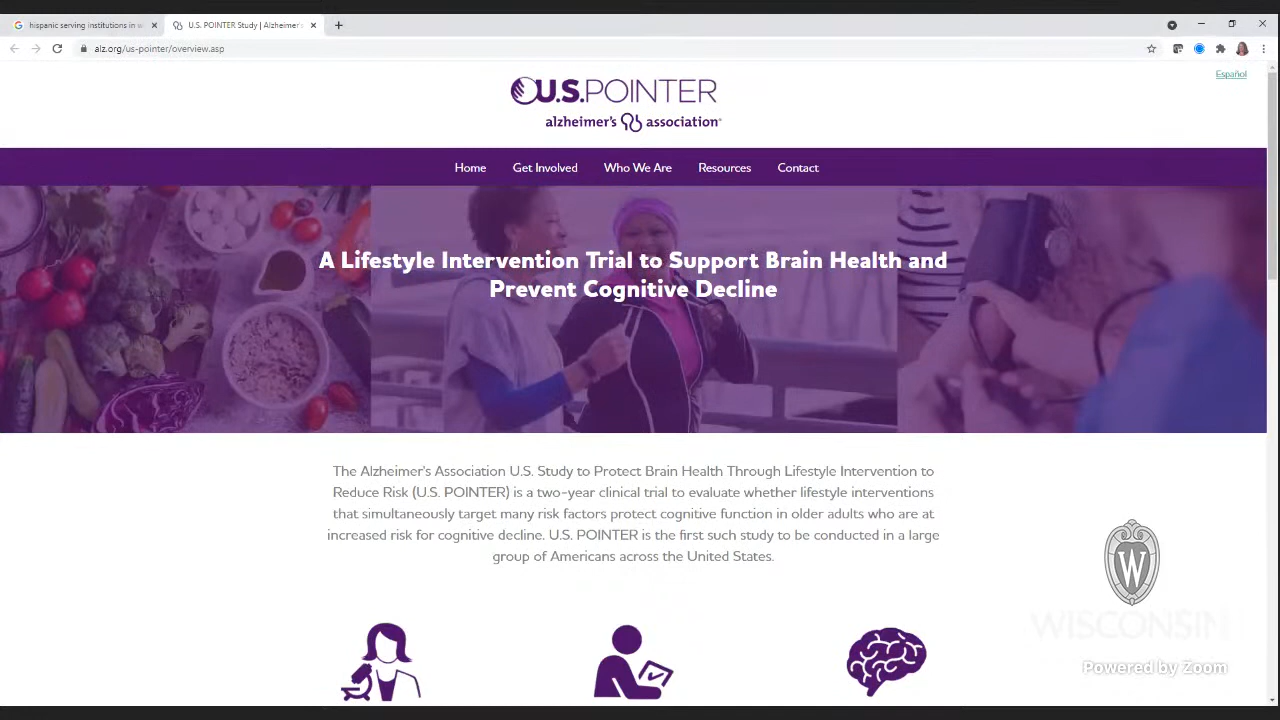 hispanic serving institutions in w
U.S. POINTER Study | Alzheimer'
alz.org/us-pointer/overview.asp
Español
U.S.POINTER
alzheimer's association
Home Get Involved Who We Are Resources Contact
A Lifestyle Intervention Trial to Support Brain Health and
Prevent Cognitive Decline
The Alzheimer's Association U.S. Study to Protect Brain Health Through Lifestyle Intervention to
Reduce Risk (U.S. POINTER) is a two-year clinical trial to evaluate whether lifestyle interventions
that simultaneously target many risk factors protect cognitive function in older adults who are at
increased risk for cognitive decline. U.S. POINTER is the first such study to be conducted in a large
group of Americans across the United States.
W
WISCONSIN
Powered by Zoom